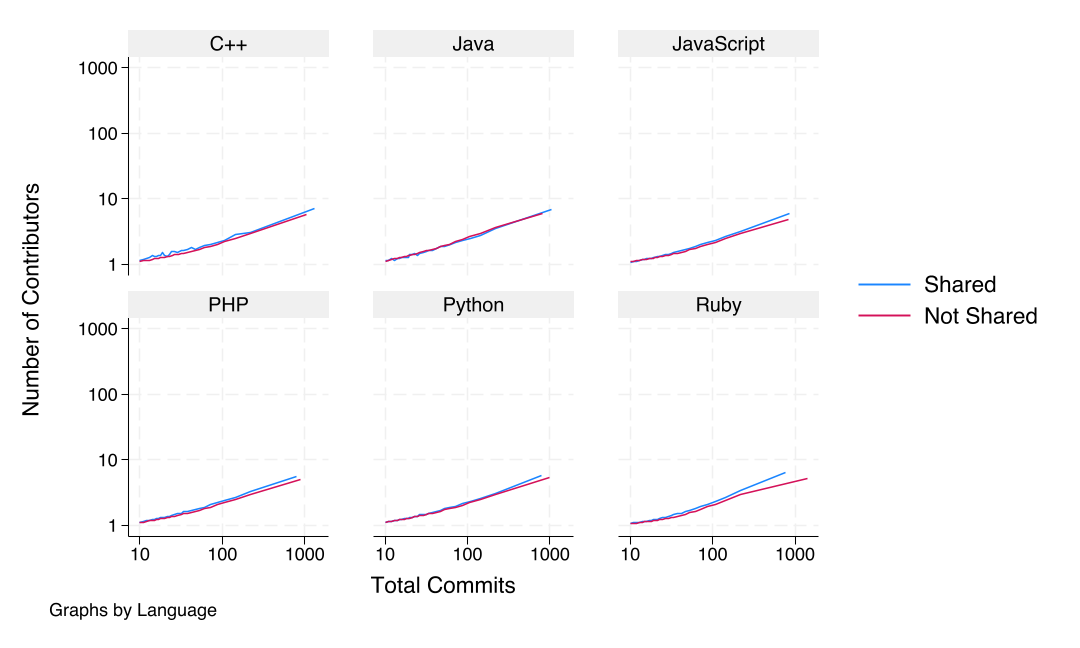 C++
Java
JavaScript
1000
100
10
1
Number of Contributors
PHP
Python
Ruby
1000
100
10
1
10 100 1000
10 100 1000
10 100 1000
Total Commits
Shared
Not Shared
Graphs by Language